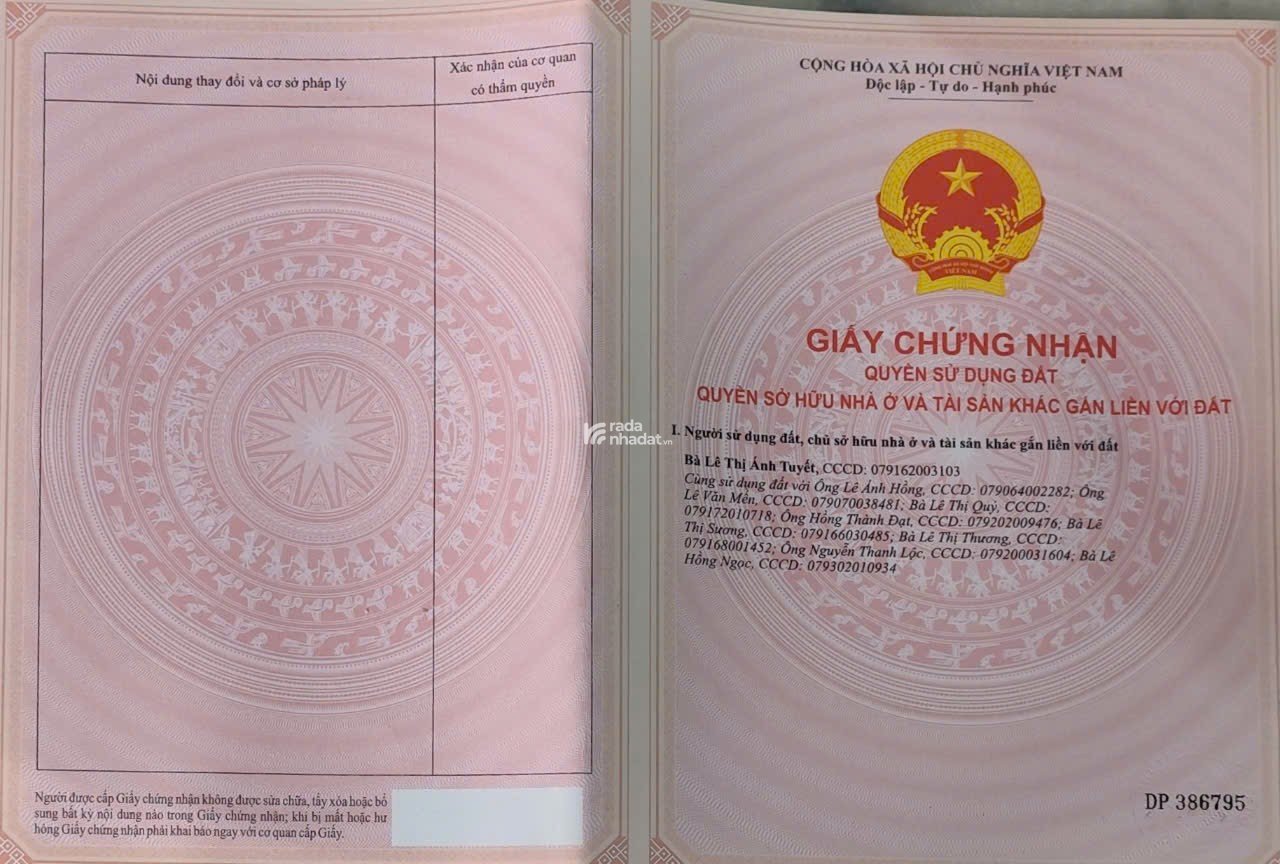 Nội dung thay đổi và cơ sở pháp lý
Xác nhận của cơ quan
có thẩm quyền
Người được cấp Giấy chứng nhận không được sửa chữa, tẩy xóa hoặc bổ
sung bất kỳ nội dung nào trong Giấy chứng nhận; khi bị mất hoặc hư
hỏng Giấy chứng nhận phải khai báo ngay với cơ quan cấp Giấy.
rada
nhadat.vn
CỘNG HÒA XÃ HỘI CHỦ NGHĨA VIỆT NAM
Độc lập - Tự do - Hạnh phúc
VIỆT NAM
GIẤY CHỨNG NHẬN
QUYỀN SỬ DỤNG ĐẤT
QUYỀN SỞ HỮU NHÀ Ở VÀ TÀI SẢN KHÁC GẮN LIỀN VỚI ĐẤT
I. Người sử dụng đất, chủ sở hữu nhà ở và tài sản khác gắn liền với đất
Bà Lê Thị Ánh Tuyết, CCCD: 079162003103
Cùng sử dụng đất với Ông Lê Ánh Hồng, CCCD: 079064002282; Ông
Lê Văn Mền, CCCD: 079070038481; Bà Lê Thị Quý, CCCD:
079172010718; Ông Hồng Thành Đạt, CCCD: 079202009476; Bà Lê
Thị Sương, CCCD: 079166030485; Bà Lê Thị Thương, CCCD:
079168001452; Ông Nguyễn Thanh Lộc, CCCD: 079200031604; Bà Lê
Hồng Ngọc, CCCD: 079302010934
DP 386795